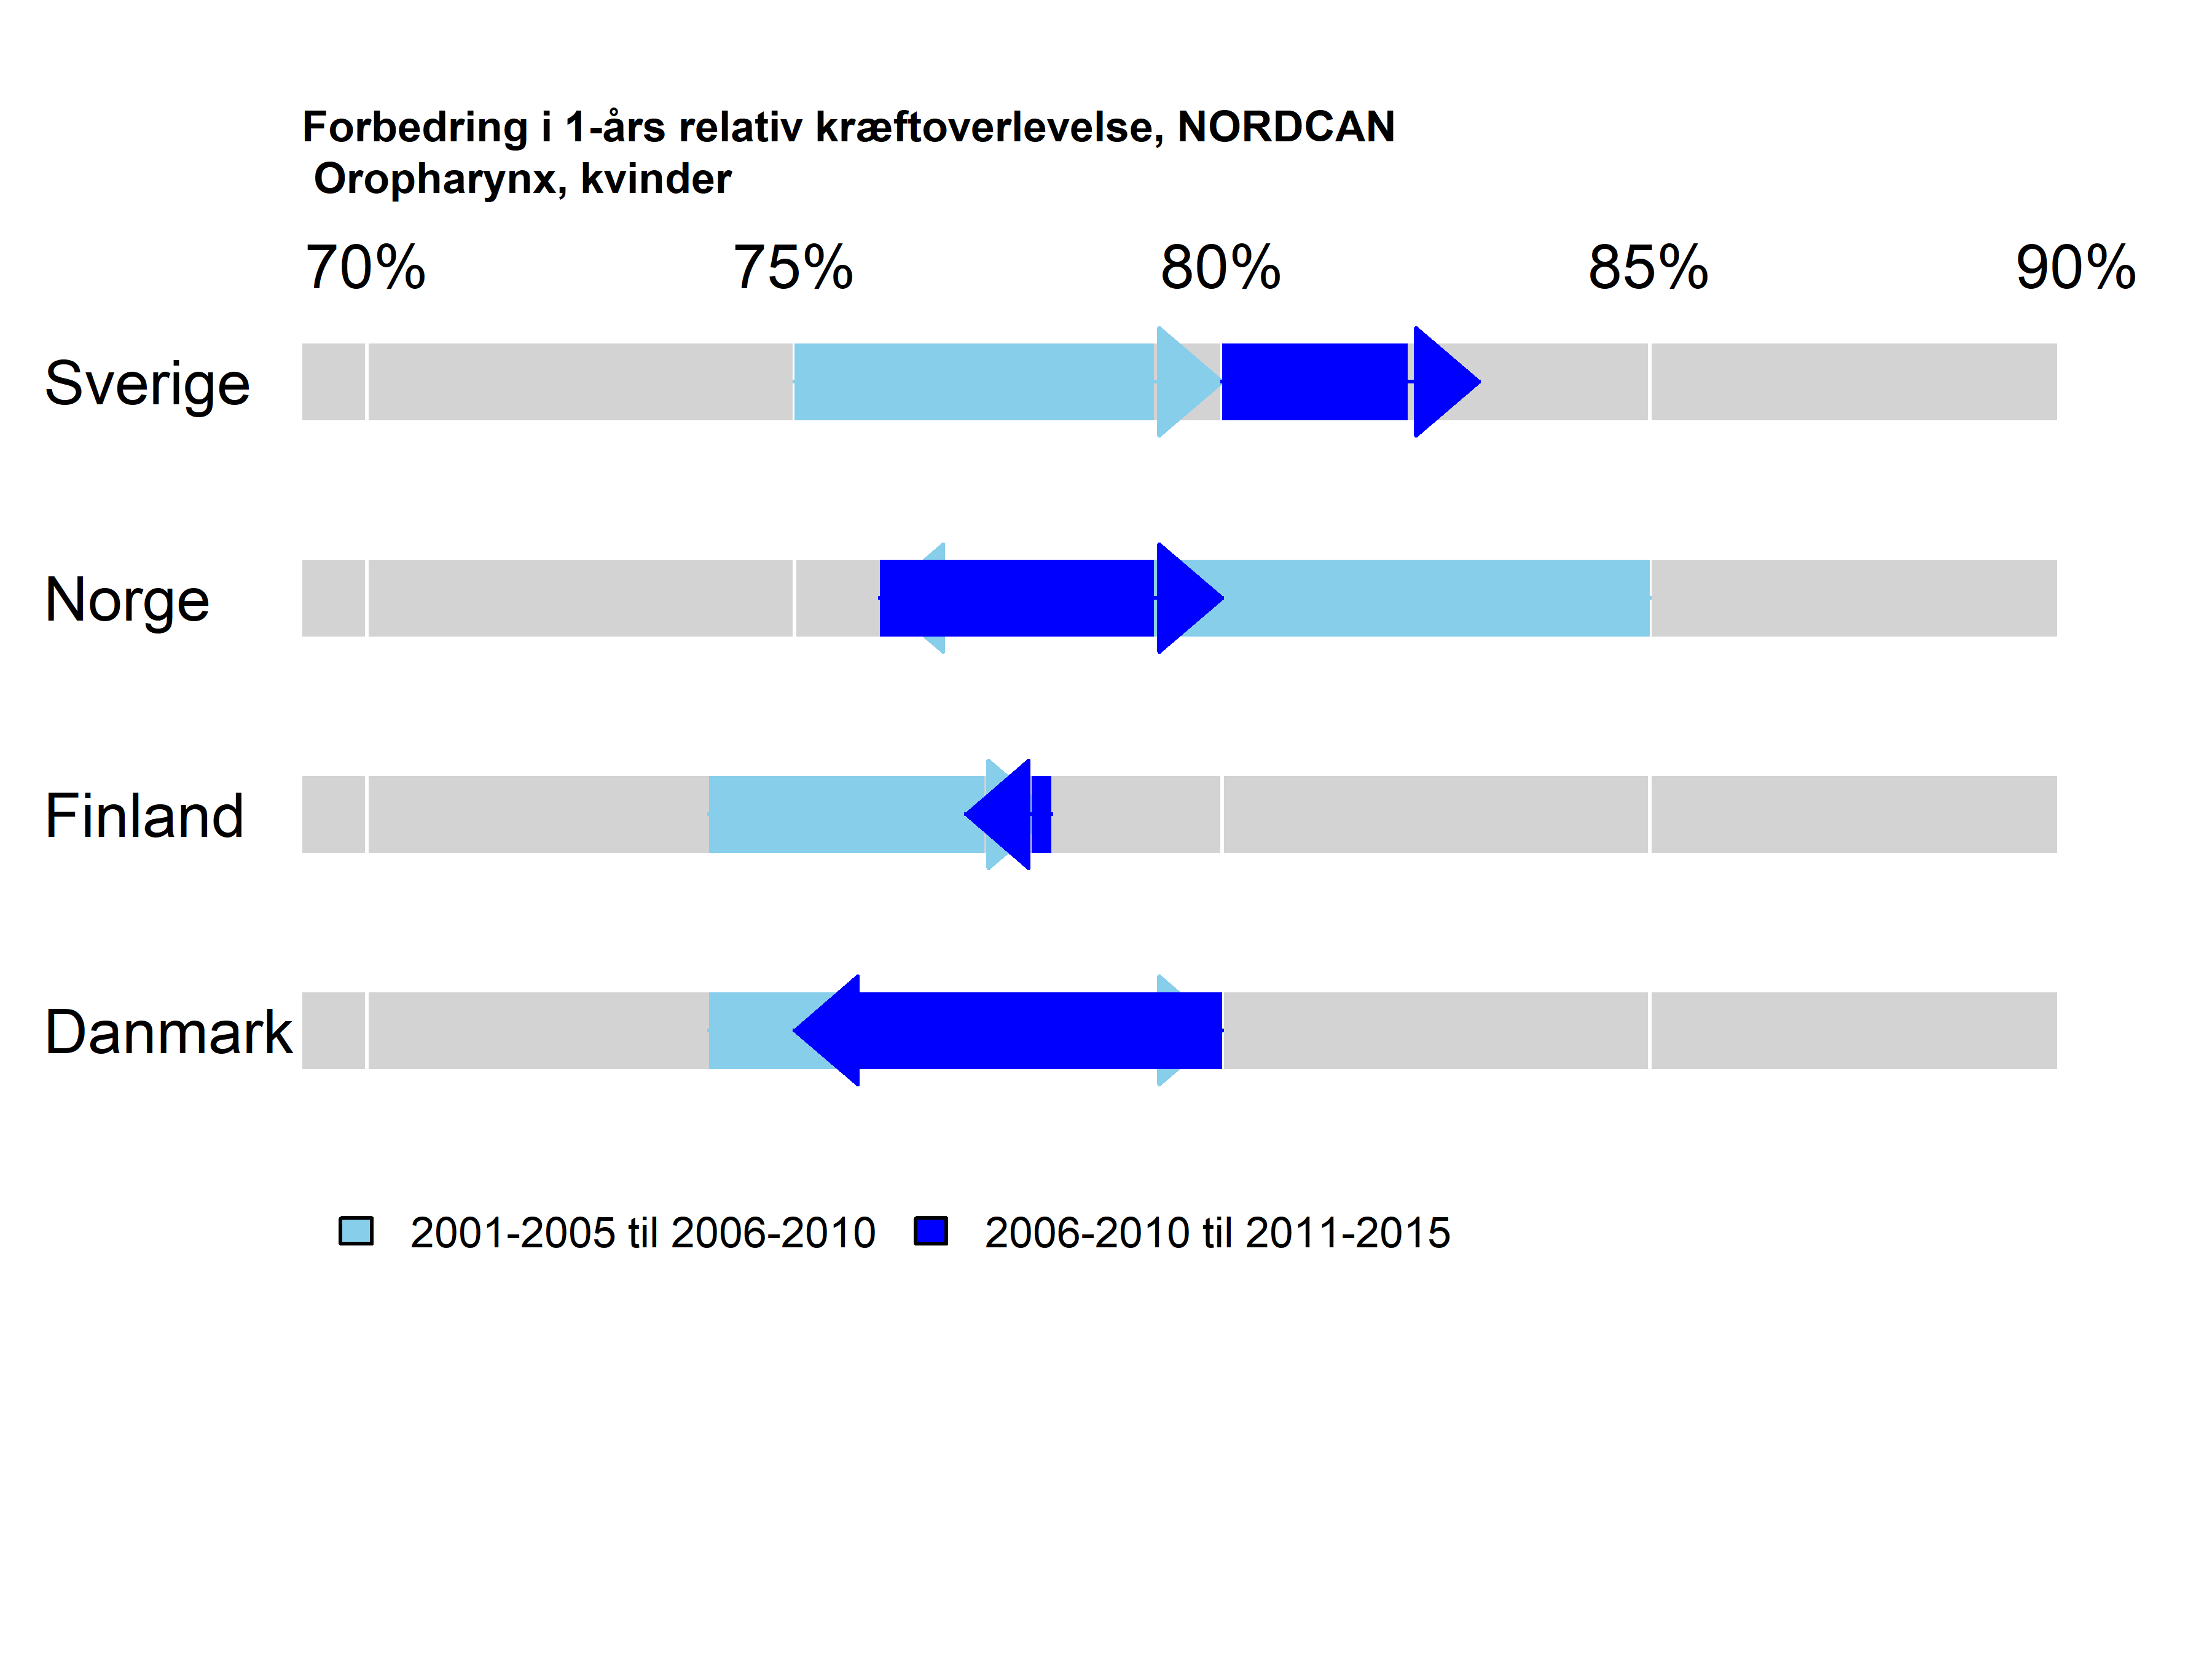 Forbedring i 1-års relativ kræftoverlevelse, NORDCAN
Oropharynx, kvinder
70% 75% 80% 85% 90%
Sverige
Norge
Finland
Danmark
2001-2005 til 2006-2010 2006-2010 til 2011-2015